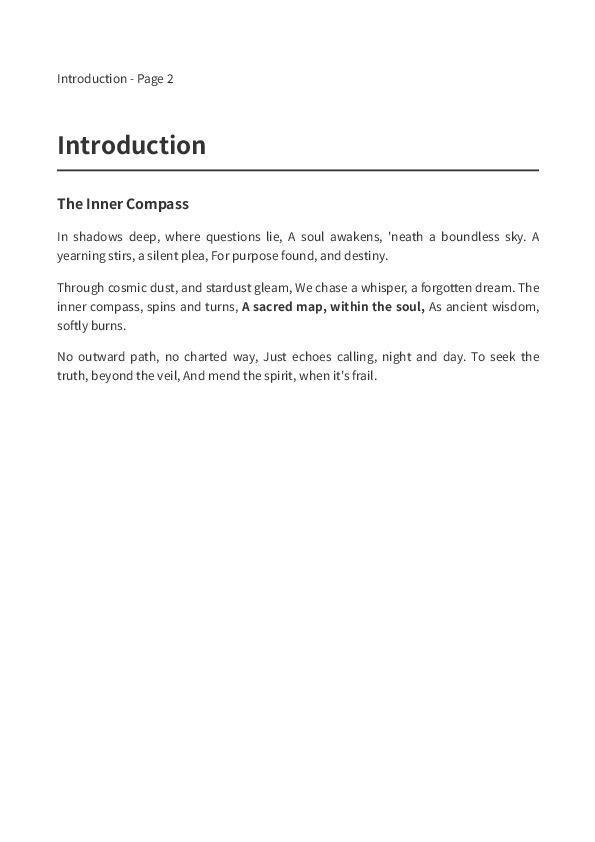 Introduction - Page 2
Introduction
The Inner Compass
In shadows deep, where questions lie, A soul awakens, 'neath a boundless sky. A
yearning stirs, a silent plea, For purpose found, and destiny.
Through cosmic dust, and stardust gleam, We chase a whisper, a forgotten dream. The
inner compass, spins and turns, A sacred map, within the soul, As ancient wisdom,
softly burns.
No outward path, no charted way, Just echoes calling, night and day. To seek the
truth, beyond the veil, And mend the spirit, when it's frail.